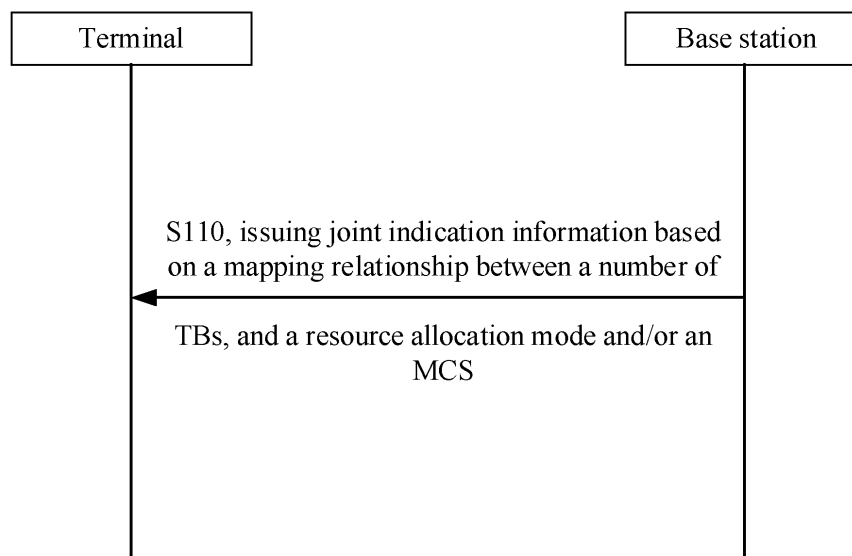 Terminal
Base station
S110, issuing joint indication information based
on a mapping relationship between a number of
TBs, and a resource allocation mode and/or an
MCS